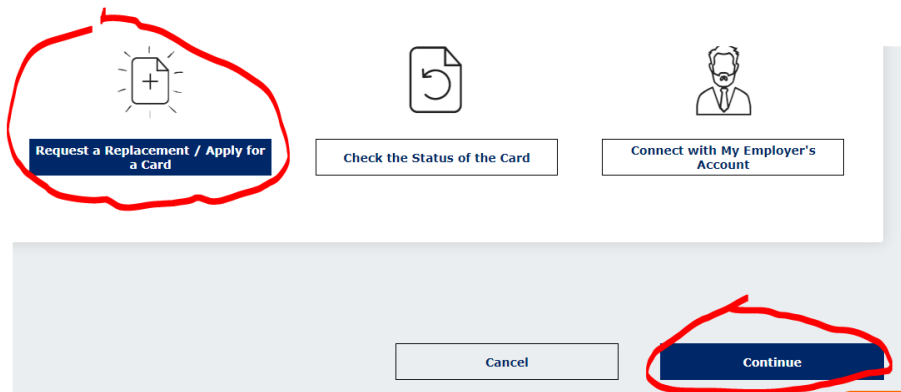 Request a Replacement / Apply for
a Card
Check the Status of the Card
Connect with My Employer's
Account
Cancel
Continue